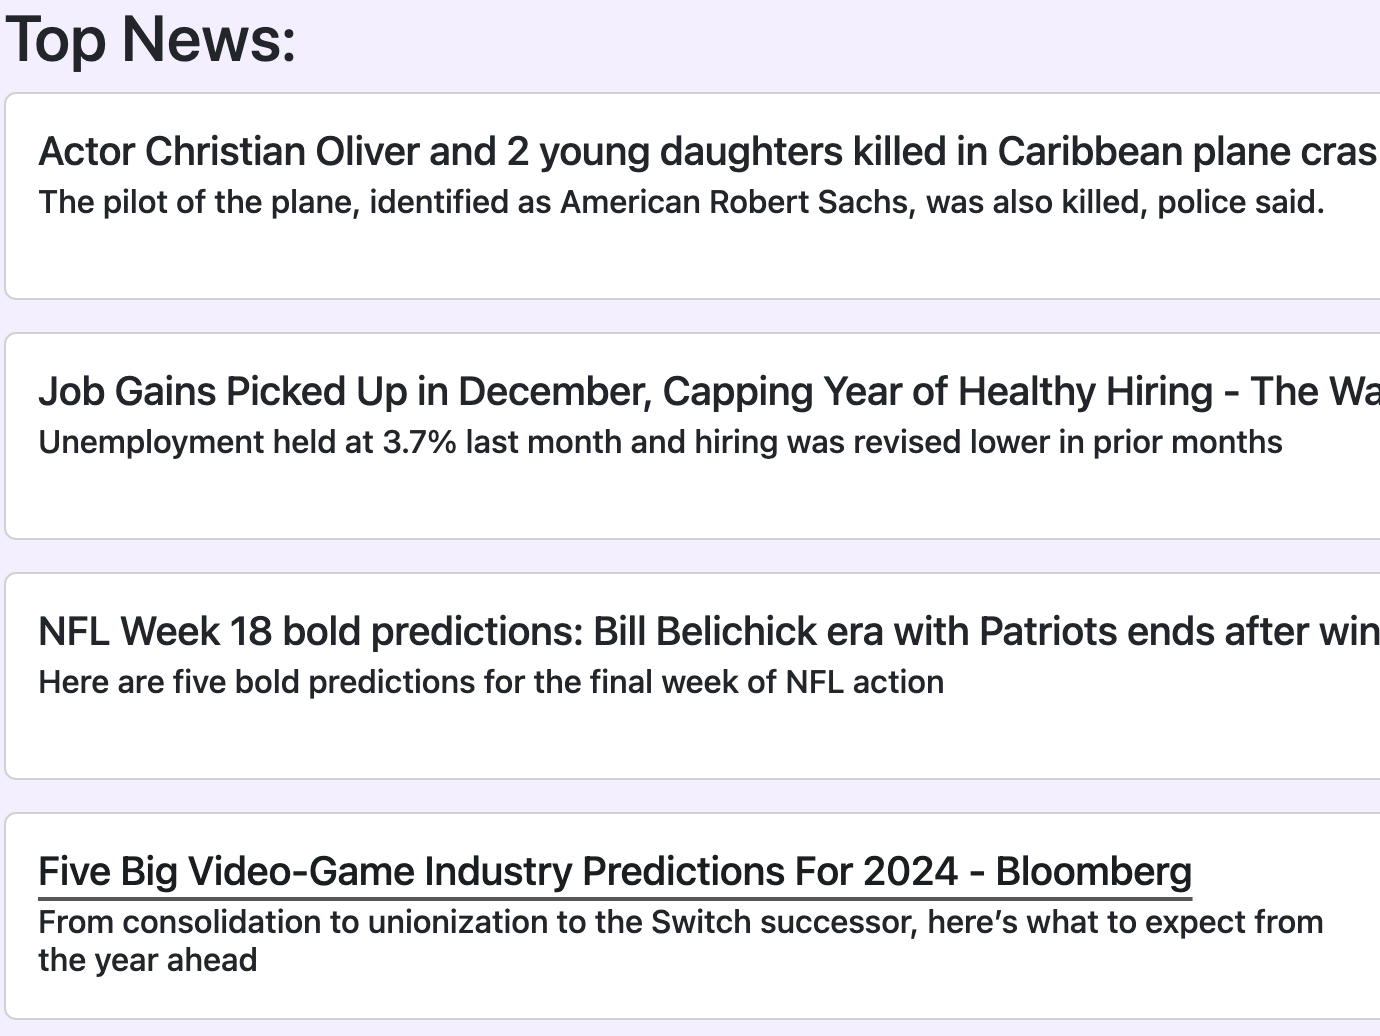 Top News:
Actor Christian Oliver and 2 young daughters killed in Caribbean plane cras
The pilot of the plane, identified as American Robert Sachs, was also killed, police said.
Job Gains Picked Up in December, Capping Year of Healthy Hiring - The Wa
Unemployment held at 3.7% last month and hiring was revised lower in prior months
NFL Week 18 bold predictions: Bill Belichick era with Patriots ends after win
Here are five bold predictions for the final week of NFL action
Five Big Video-Game Industry Predictions For 2024 - Bloomberg
From consolidation to unionization to the Switch successor, here’s what to expect from
the year ahead